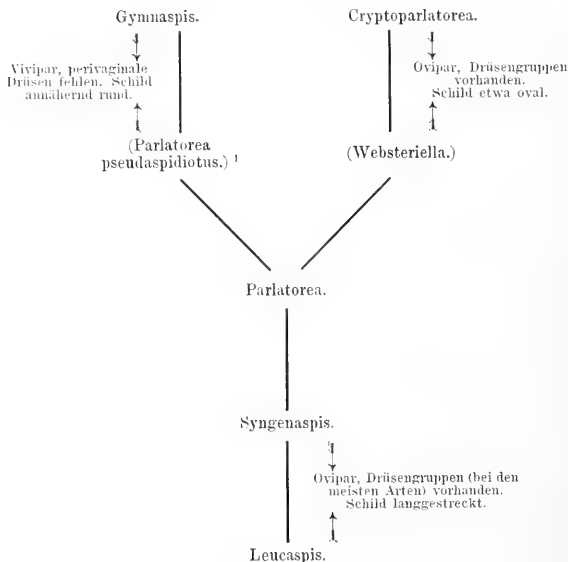 Gymnaspis.
Cryptoparlatorea.
Vivipar, perivaginale
Drüsen fehlen. Schild
annähernd rund.
Ovipar, Drüsengruppen
vorhanden.
Schild etwa oval.
(Parlatorea
pseudaspidiotus.) 1
(Websteriella.)
Parlatorea.
Syngenaspis.
Ovipar, Drüsengruppen (bei den
meisten Arten) vorhanden.
Schild langgestreckt.
Leucaspis.